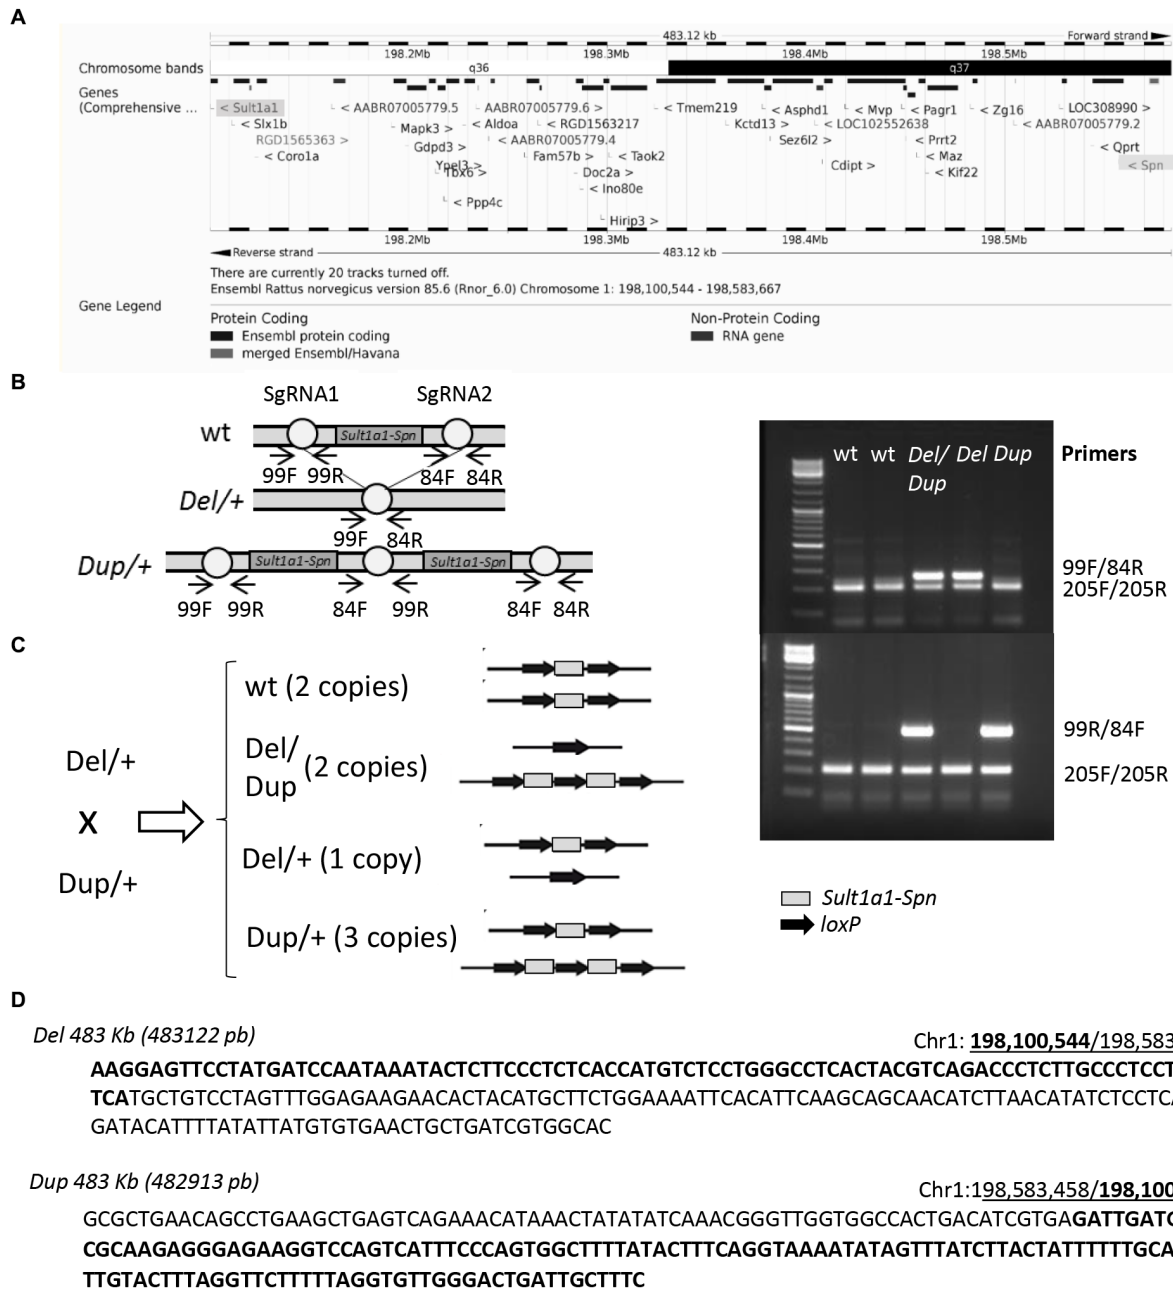 A
483.12 kb
Forward strand
198.2Mb 198.3Mb 198.4Mb 198.5Mb
Chromosome bands
q36 q37
Genes
(Comprehensive ...
< Sult1a1 < AABR07005779.5 AABR07005779.6 > < Tmem219 < Asphd1 < Mvp < Pagr1 < Zg16 LOC308990 >
< Slx1b Mapk3 > < Aldoa < RGD1563217 Kctd13 > < LOC102552638 < AABR07005779.2
RGD1565363 > Gdpd3 > < AABR07005779.4 Sez6l2 > < Prrt2 < Qprt
< Coro1a Ypel3 > Fam57b > < Taok2 Cdipt > < Maz < Spn
Tbx6 > Doc2a > < Kif22
< Ino80e
< Ppp4c
Hirip3 >
198.2Mb 198.3Mb 198.4Mb 198.5Mb
Reverse strand
483.12 kb
There are currently 20 tracks turned off.
Ensembl Rattus norvegicus version 85.6 (Rnor_6.0) Chromosome 1: 198,100,544 - 198,583,667
Gene Legend
Protein Coding Non-Protein Coding
Ensembl protein coding RNA gene
merged Ensembl/Havana
B
SgRNA1 SgRNA2
wt
Sult1a1-Spn
99F 99R 84F 84R
Del/+
99F 84R
Dup/+
Sult1a1-Spn Sult1a1-Spn
99F 99R 84F 99R 84F 84R
wt wt Del/ Dup Del Dup
Primers
99F/84R
205F/205R
99R/84F
205F/205R
C
Del/+
X
Dup/+
wt (2 copies)
Del/
Dup
(2 copies)
Del/+ (1 copy)
Dup/+ (3 copies)
Sult1a1-Spn
loxP
D
Del 483 Kb (483122 pb)
Chr1: 198,100,544/198,583
AAGGAGTTCCTATGATCCAATAAATACTCTTCCCTCTCACCATGTCTCCTGGGCCTCACTACGTCAGACCCTCTTGCCCTCCT
TCATGCTGTCCTAGTTTGGAGAAGAACACTACATGCTTCTGGAAAATTCACATTCAAGCAGCAACATCTTAACATATCTCCTCA
GATACATTTTATATTATGTGTGAACTGCTGATCGTGGCAC
Dup 483 Kb (482913 pb)
Chr1:198,583,458/198,100
GCGCTGAACAGCCTGAAGCTGAGTCAGAAACATAAACTATATATCAAACGGGTTGGTGGCCACTGACATCGTGAGATTGATG
CGCAAGAGGGAGAAGGTCCAGTCATTTCCCAGTGGCTTTTATACTTTCAGGTAAAATATAGTTTATCTTACTATTTTTTGCA
TTGTACTTTAGGTTCTTTTTAGGTGTTGGGACTGATTGCTTTC